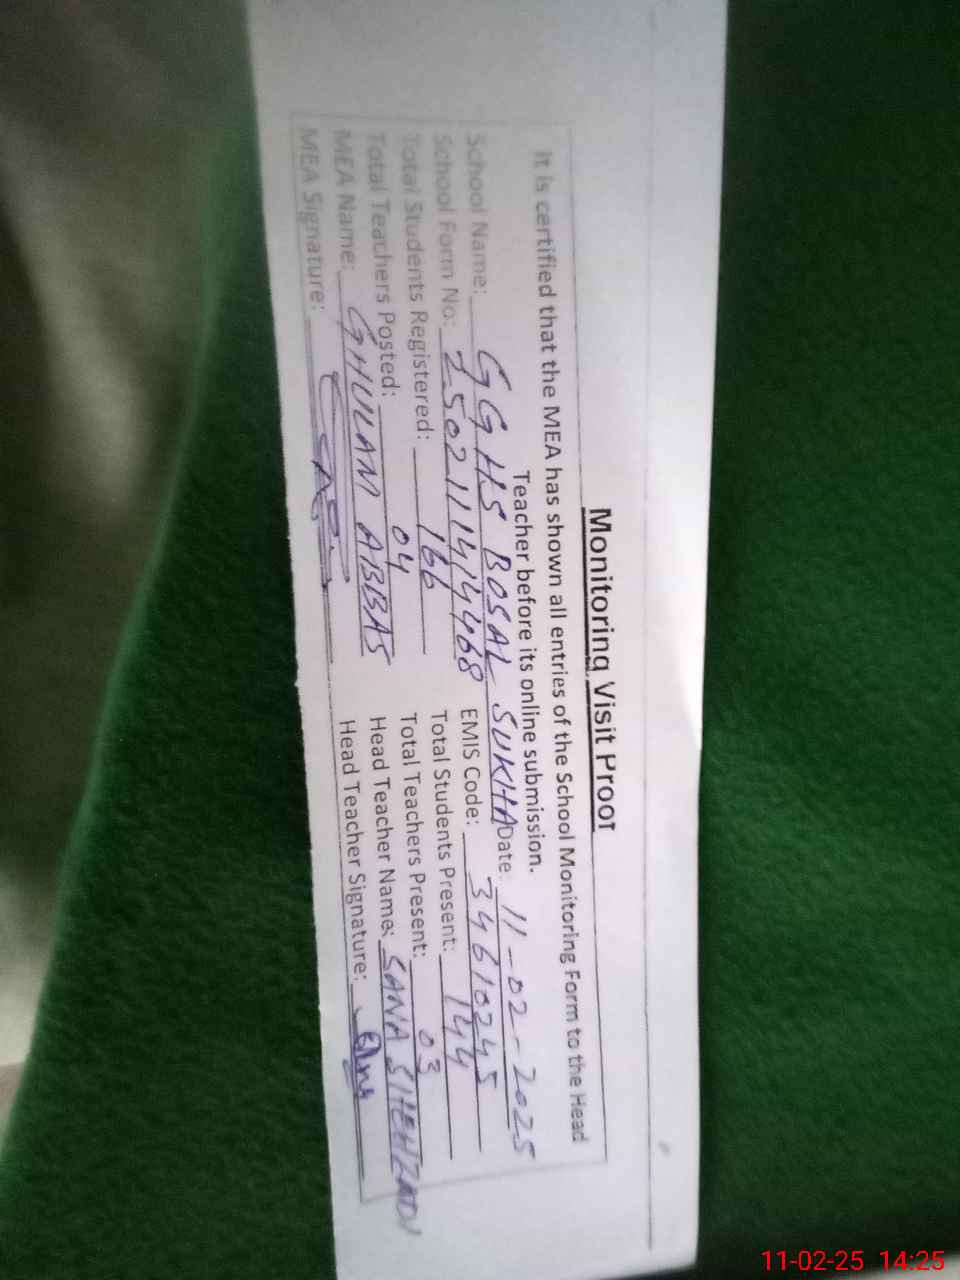 Monitoring Visit Proof
It is certified that the MEA has shown all entries of the School Monitoring Form to the Head
Teacher before its online submission.
School Name: GGHS BOSAL SUKHA Date: 11-02-2025
School Form No: 2502111414468 EMIS Code: 34610245
Total Students Registered: 166 Total Students Present: 144
Total Teachers Posted: 04 Total Teachers Present: 03
MEA Name: GHULAM ABBAS Head Teacher Name: SANA SHEHZADI
MEA Signature: Head Teacher Signature:
11-02-25 14:25